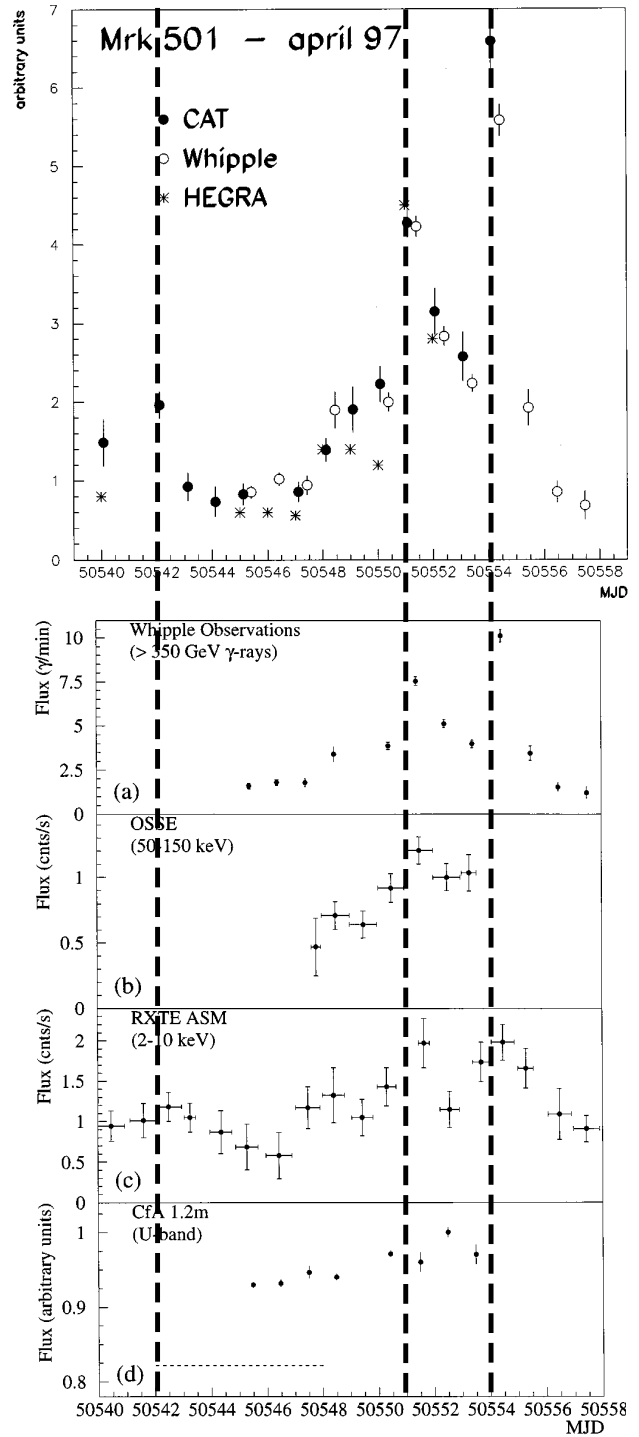 arbitrary units
Mrk 501 – april 97
CAT
Whipple
HEGRA
7
6
5
4
3
2
1
0
50540 50542 50544 50546 50548 50550 50552 50554 50556 50558
MJD
Whipple Observations
(> 350 GeV γ-rays)
Flux (γ/min)
10
7.5
5
2.5
0
(a)
OSSE
(50-150 keV)
Flux (cnts/s)
1
0.5
0
(b)
RXTE ASM
(2-10 keV)
Flux (cnts/s)
2
1.5
1
0.5
0
(c)
CfA 1.2m
(U-band)
Flux (arbitrary units)
1
0.9
0.8
(d)
50540 50542 50544 50546 50548 50550 50552 50554 50556 50558
MJD